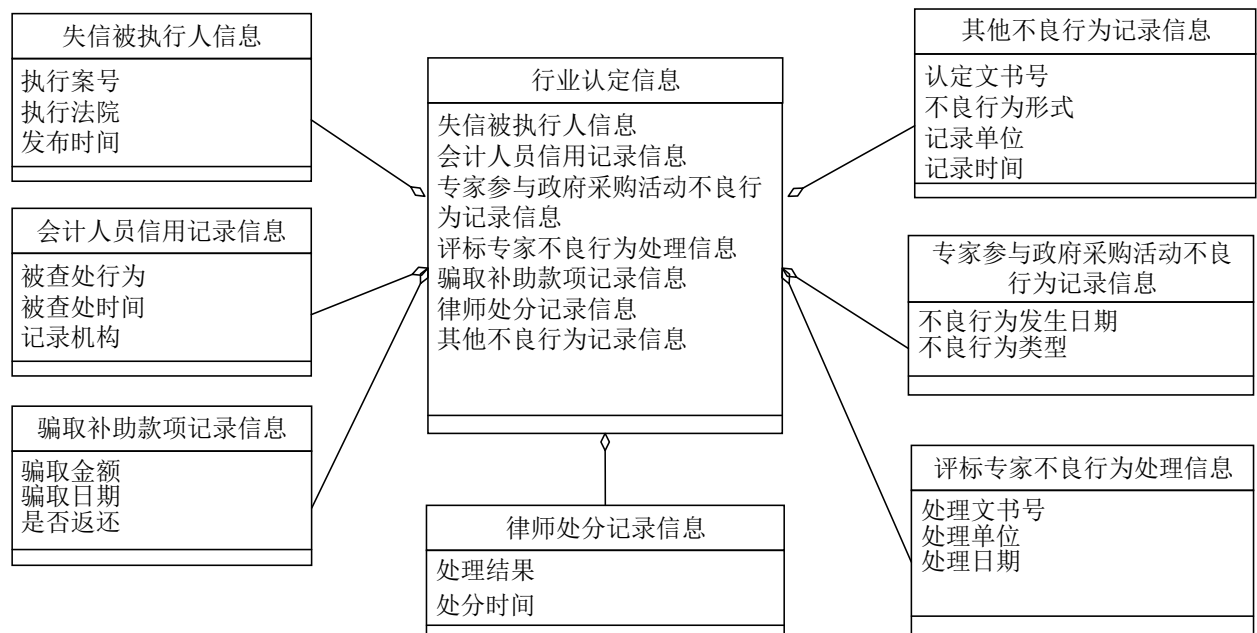 失信被执行人信息
执行案号
执行法院
发布时间
会计人员信用记录信息
被查处行为
被查处时间
记录机构
骗取补助款项记录信息
骗取金额
骗取日期
是否返还
行业认定信息
失信被执行人信息
会计人员信用记录信息
专家参与政府采购活动不良行
为记录信息
评标专家不良行为处理信息
骗取补助款项记录信息
律师处分记录信息
其他不良行为记录信息
律师处分记录信息
处理结果
处分时间
其他不良行为记录信息
认定文书号
不良行为形式
记录单位
记录时间
专家参与政府采购活动不良
行为记录信息
不良行为发生日期
不良行为类型
评标专家不良行为处理信息
处理文书号
处理单位
处理日期